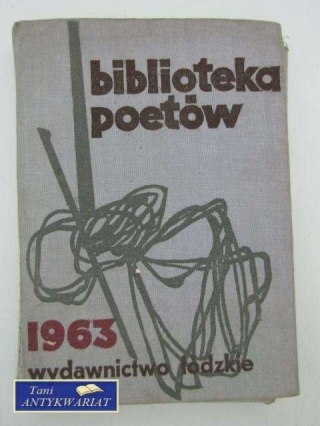 biblioteka
poetów
1963
wydawnictwo łódzkie
Tani
ANTYKWARIAT